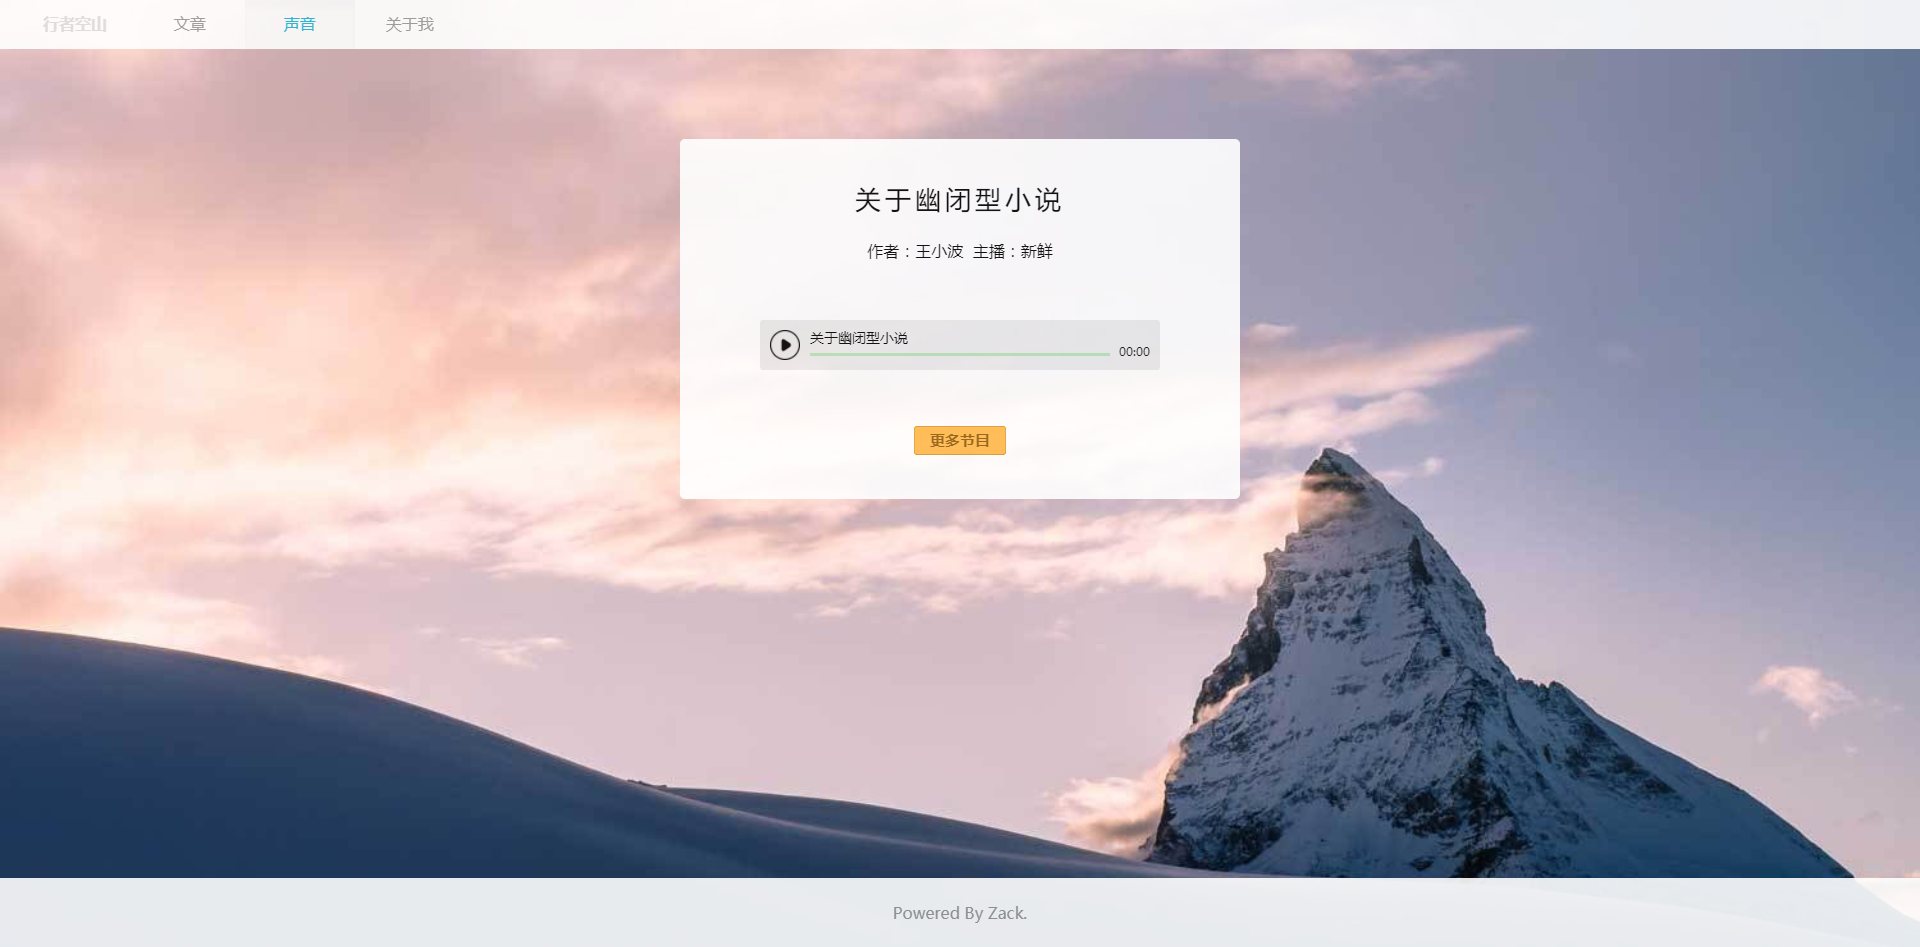 行者空山 文章 声音 关于我
关于幽闭型小说
作者：王小波 主播：新鲜
关于幽闭型小说
00:00
更多节目
Powered By Zack.